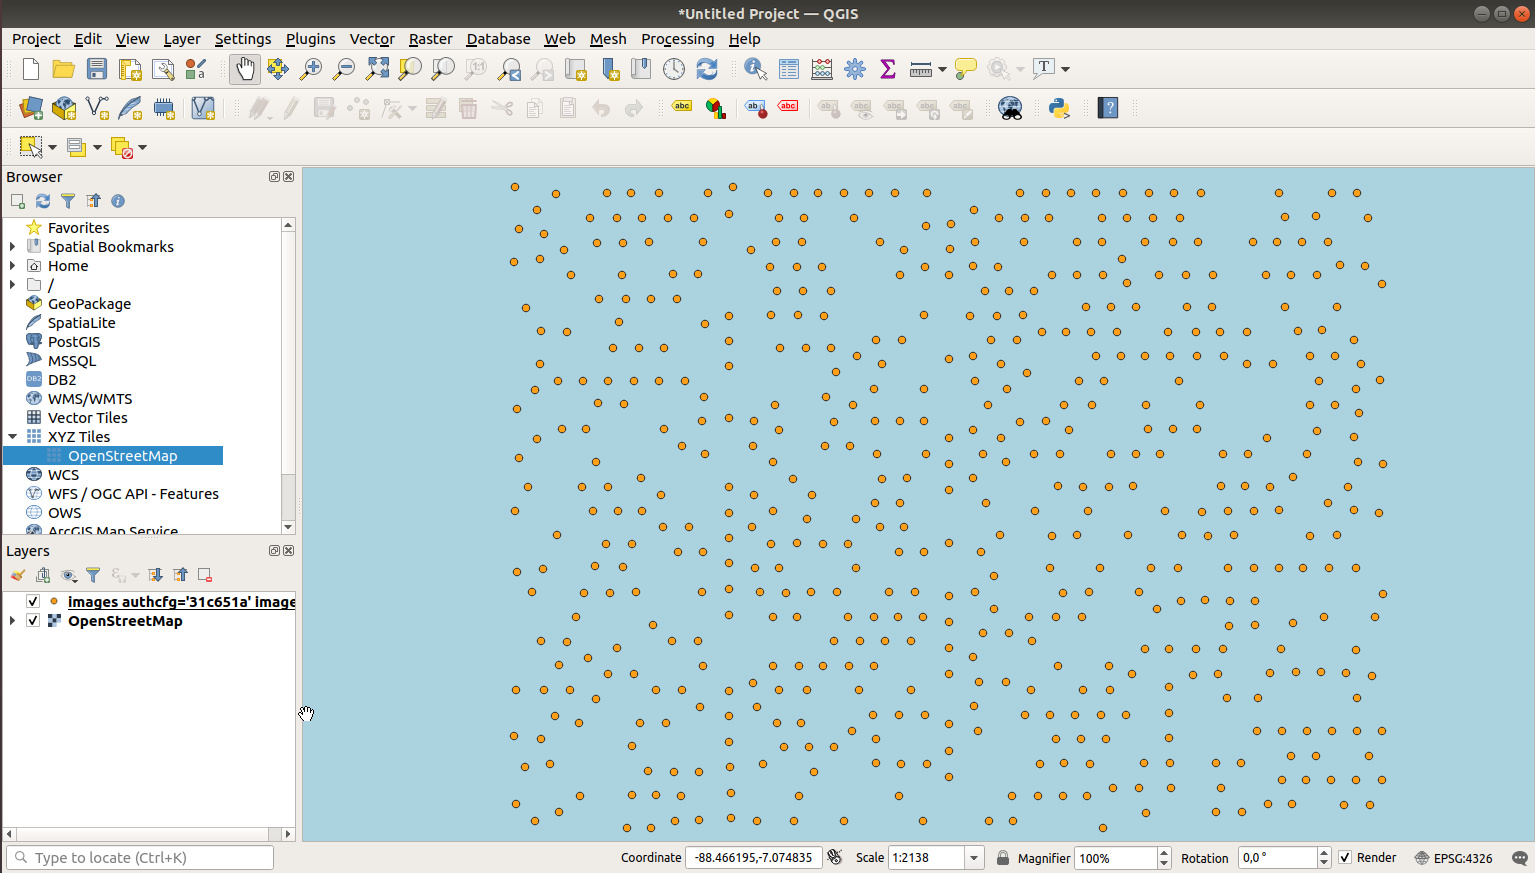 *Untitled Project — QGIS
Project Edit View Layer Settings Plugins Vector Raster Database Web Mesh Processing Help
Browser
Favorites
Spatial Bookmarks
Home
/
GeoPackage
SpatiaLite
PostGIS
MSSQL
DB2
WMS/WMTS
Vector Tiles
XYZ Tiles
OpenStreetMap
WCS
WFS / OGC API - Features
OWS
ArcGIS Map Service
Layers
images authcfg='31c651a' image
OpenStreetMap
Type to locate (Ctrl+K)
Coordinate -88.466195,-7.074835 Scale 1:2138 Magnifier 100% Rotation 0,0 ° Render EPSG:4326